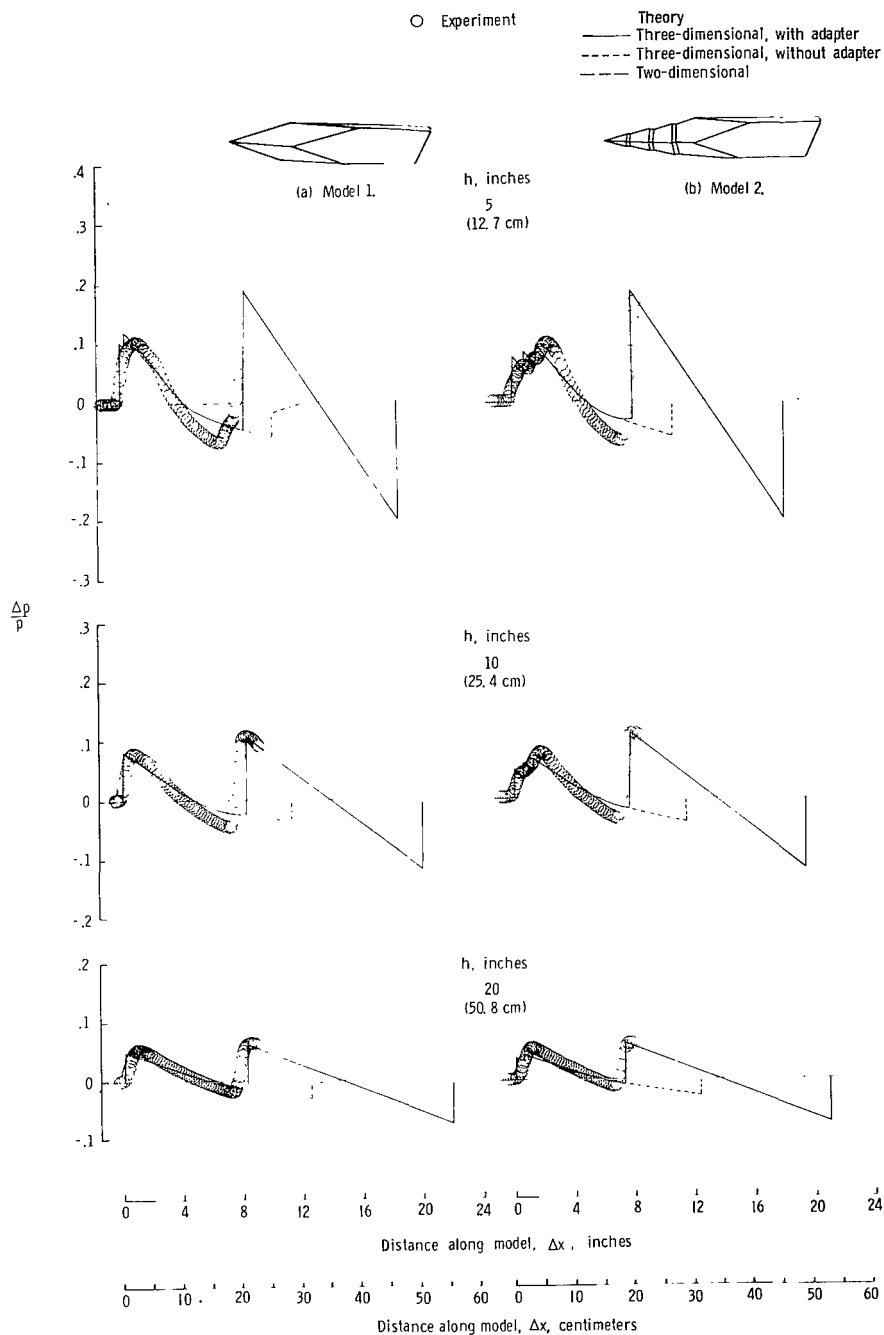 Experiment
Theory
Three-dimensional, with adapter
Three-dimensional, without adapter
Two-dimensional
(a) Model 1.
(b) Model 2.
h, inches
5
(12.7 cm)
.4
.3
.2
.1
0
-.1
-.2
-.3
Δp
p
h, inches
10
(25.4 cm)
.3
.2
.1
0
-.1
-.2
h, inches
20
(50.8 cm)
.2
.1
0
-.1
0 4 8 12 16 20 24 0 4 8 12 16 20 24
Distance along model, Δx, inches
0 10 20 30 40 50 60 0 10 20 30 40 50 60
Distance along model, Δx, centimeters